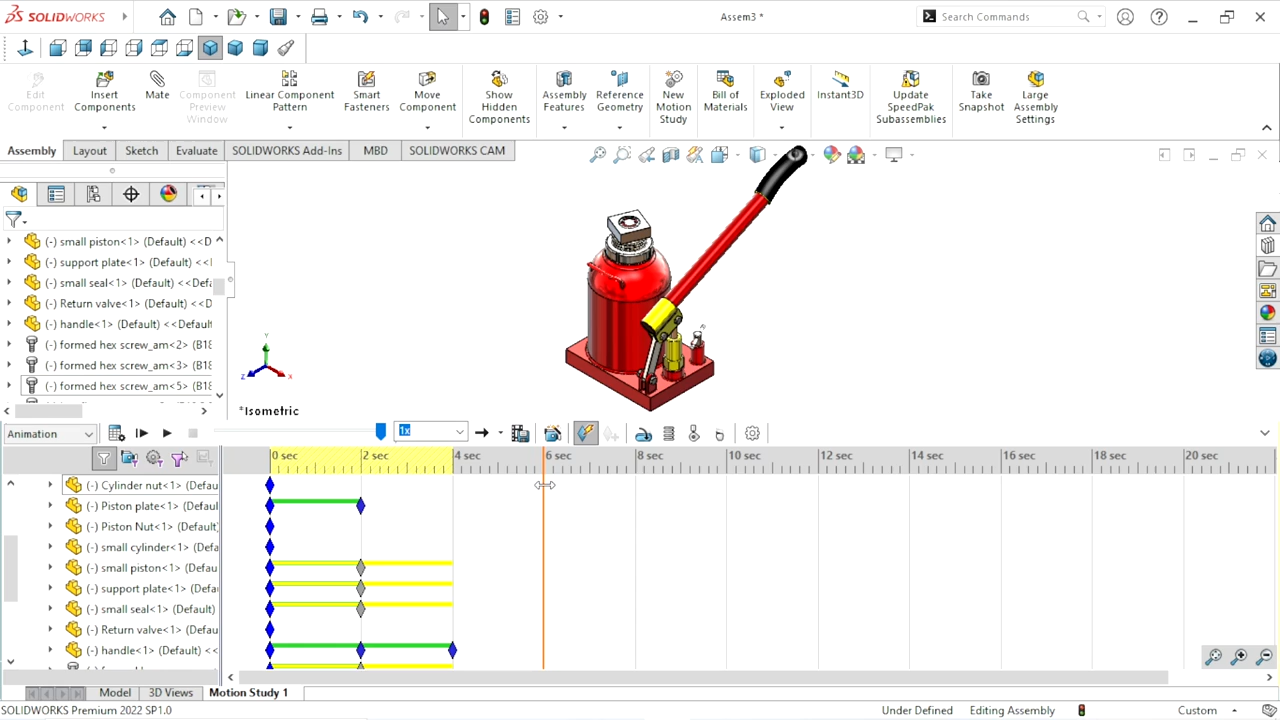 SOLIDWORKS
Assem3 *
Search Commands
Edit Component
Insert Components
Mate
Component Preview Window
Linear Component Pattern
Smart Fasteners
Move Component
Show Hidden Components
Assembly Features
Reference Geometry
New Motion Study
Bill of Materials
Exploded View
Instant3D
Update SpeedPak Subassemblies
Take Snapshot
Large Assembly Settings
Assembly
Layout
Sketch
Evaluate
SOLIDWORKS Add-Ins
MBD
SOLIDWORKS CAM
(-) small piston<1> (Default) <<D
(-) support plate<1> (Default) <<
(-) small seal<1> (Default) <<Defa
(-) Return valve<1> (Default) <<D
(-) handle<1> (Default) <<Default
(-) formed hex screw_am<2> (B18
(-) formed hex screw_am<3> (B18
(-) formed hex screw_am<5> (B18
Y
Z
X
*Isometric
Animation
1x
0 sec
2 sec
4 sec
6 sec
8 sec
10 sec
12 sec
14 sec
16 sec
18 sec
20 sec
(-) Cylinder nut<1> (Defau
(-) Piston plate<1> (Defaul
(-) Piston Nut<1> (Default)
(-) small cylinder<1> (Defa
(-) small piston<1> (Defau
(-) support plate<1> (Defa
(-) small seal<1> (Default)
(-) Return valve<1> (Defau
(-) handle<1> (Default) <<
Model
3D Views
Motion Study 1
SOLIDWORKS Premium 2022 SP1.0
Under Defined
Editing Assembly
Custom